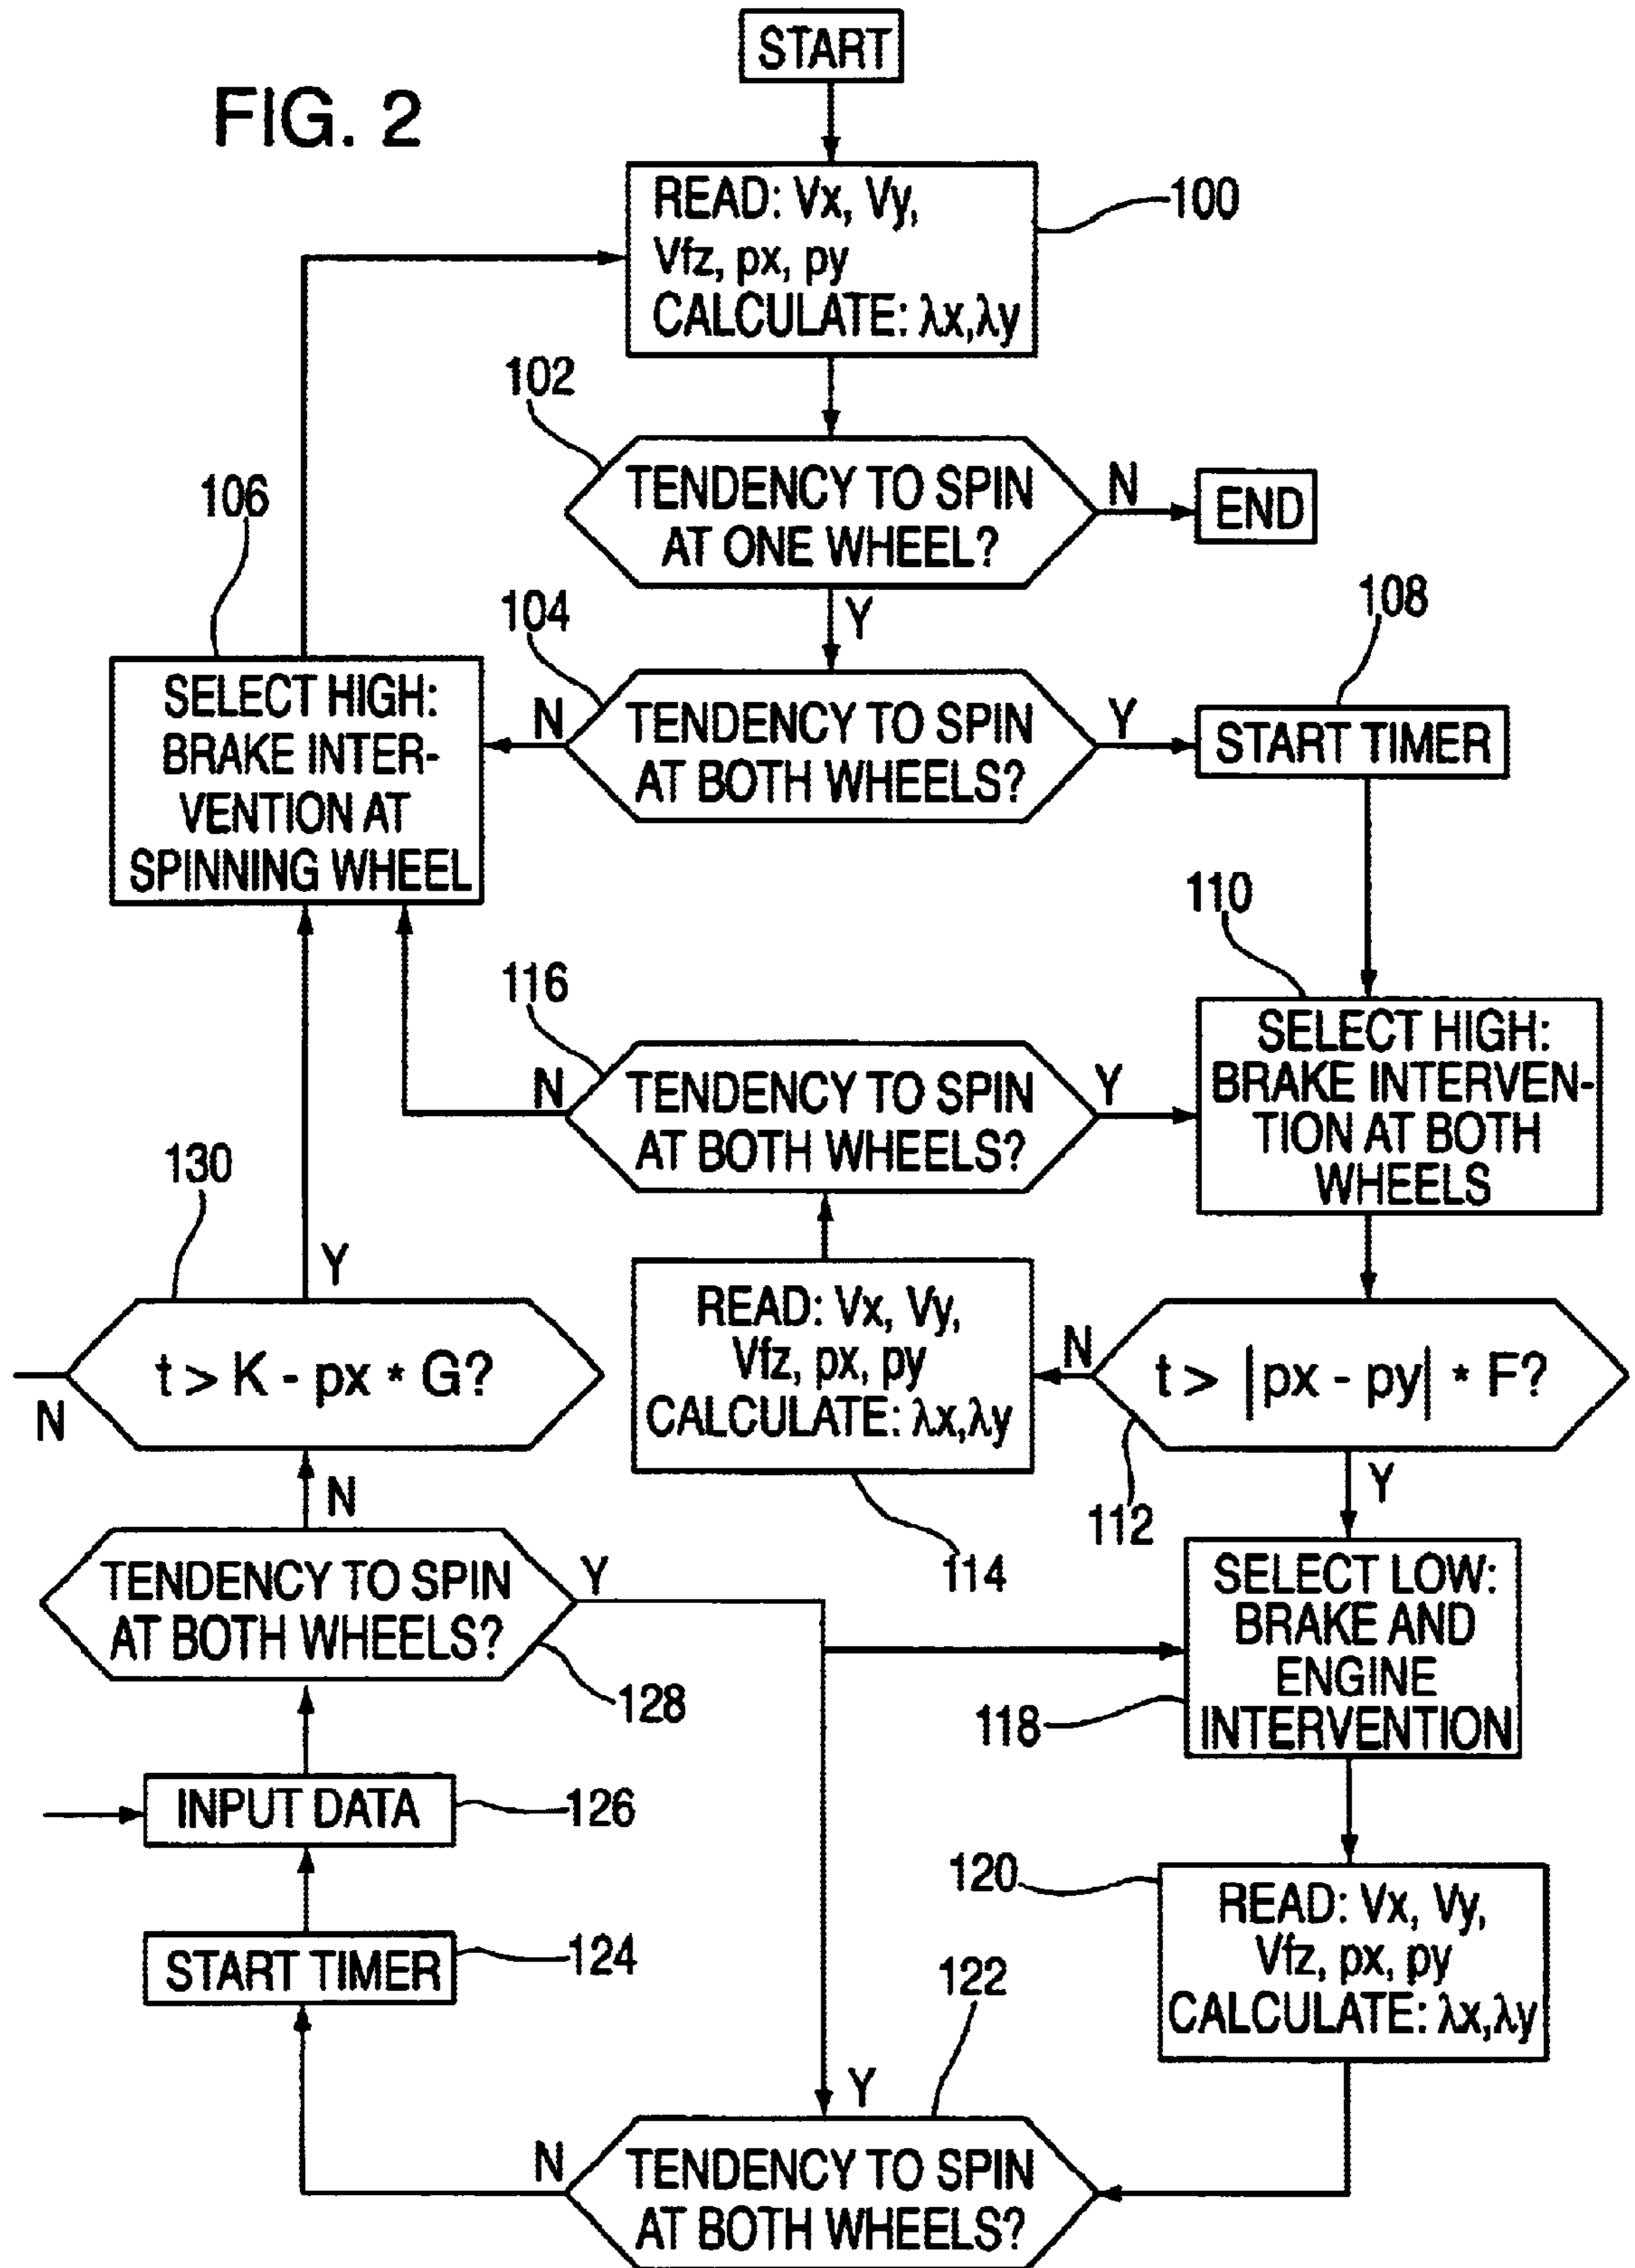 START
FIG. 2
READ: Vx, Vy,
Vfz, px, py
CALCULATE: λx,λy
100
102
TENDENCY TO SPIN
AT ONE WHEEL?
N
END
Y
106
104
108
SELECT HIGH:
BRAKE INTER-
VENTION AT
SPINNING WHEEL
N
TENDENCY TO SPIN
AT BOTH WHEELS?
Y
START TIMER
110
116
N
TENDENCY TO SPIN
AT BOTH WHEELS?
Y
SELECT HIGH:
BRAKE INTERVEN-
TION AT BOTH
WHEELS
130
Y
t > K - px * G?
N
READ: Vx, Vy,
Vfz, px, py
CALCULATE: λx,λy
N
t > |px - py| * F?
N
Y
112
114
TENDENCY TO SPIN
AT BOTH WHEELS?
Y
128
SELECT LOW:
BRAKE AND
ENGINE
INTERVENTION
118
INPUT DATA
126
120
READ: Vx, Vy,
Vfz, px, py
CALCULATE: λx,λy
START TIMER
124
122
Y
N
TENDENCY TO SPIN
AT BOTH WHEELS?